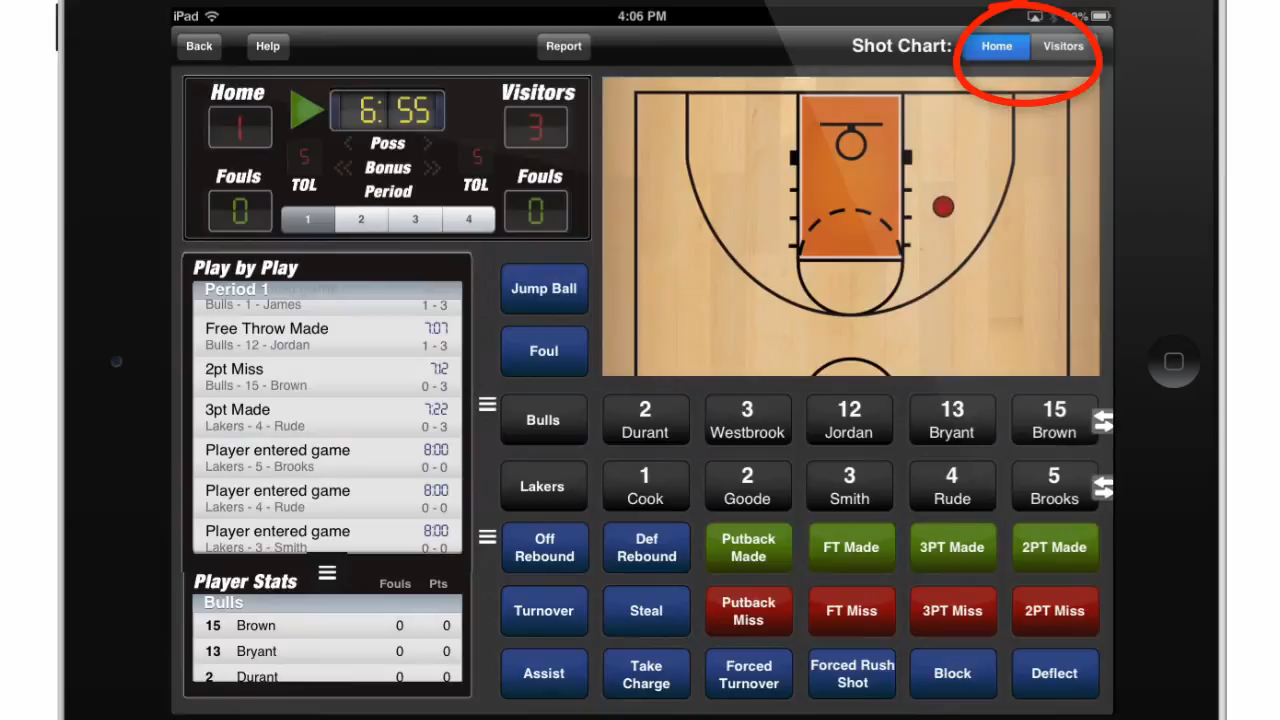 iPad 4:06 PM
Back Help Report Shot Chart: Home Visitors
Home 6:55 Visitors
1 3
Poss
5 Bonus 5
Fouls TOL Period TOL Fouls
0 1 2 3 4 0
Play by Play
Period 1
Bulls - 1 - James 1 - 3
Free Throw Made 7:07
Bulls - 12 - Jordan 1 - 3
2pt Miss 7:12
Bulls - 15 - Brown 0 - 3
3pt Made 7:22
Lakers - 4 - Rude 0 - 3
Player entered game 8:00
Lakers - 5 - Brooks 0 - 0
Player entered game 8:00
Lakers - 4 - Rude 0 - 0
Player entered game 8:00
Lakers - 3 - Smith 0 - 0
Player Stats Fouls Pts
Bulls
15 Brown 0 0
13 Bryant 0 0
2 Durant 0 0
Jump Ball
Foul
Bulls
2 Durant
3 Westbrook
12 Jordan
13 Bryant
15 Brown
Lakers
1 Cook
2 Goode
3 Smith
4 Rude
5 Brooks
Off Rebound
Def Rebound
Putback Made
FT Made
3PT Made
2PT Made
Turnover
Steal
Putback Miss
FT Miss
3PT Miss
2PT Miss
Assist
Take Charge
Forced Turnover
Forced Rush Shot
Block
Deflect